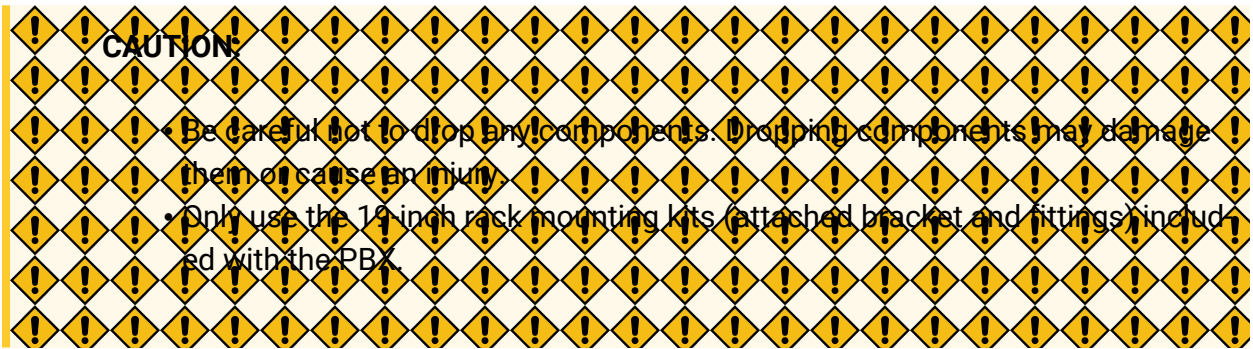 CAUTION:
• Be careful not to drop any components. Dropping components may damage
them or cause an injury.
• Only use the 19-inch rack mounting kits (attached bracket and fittings) includ-
ed with the PBX.